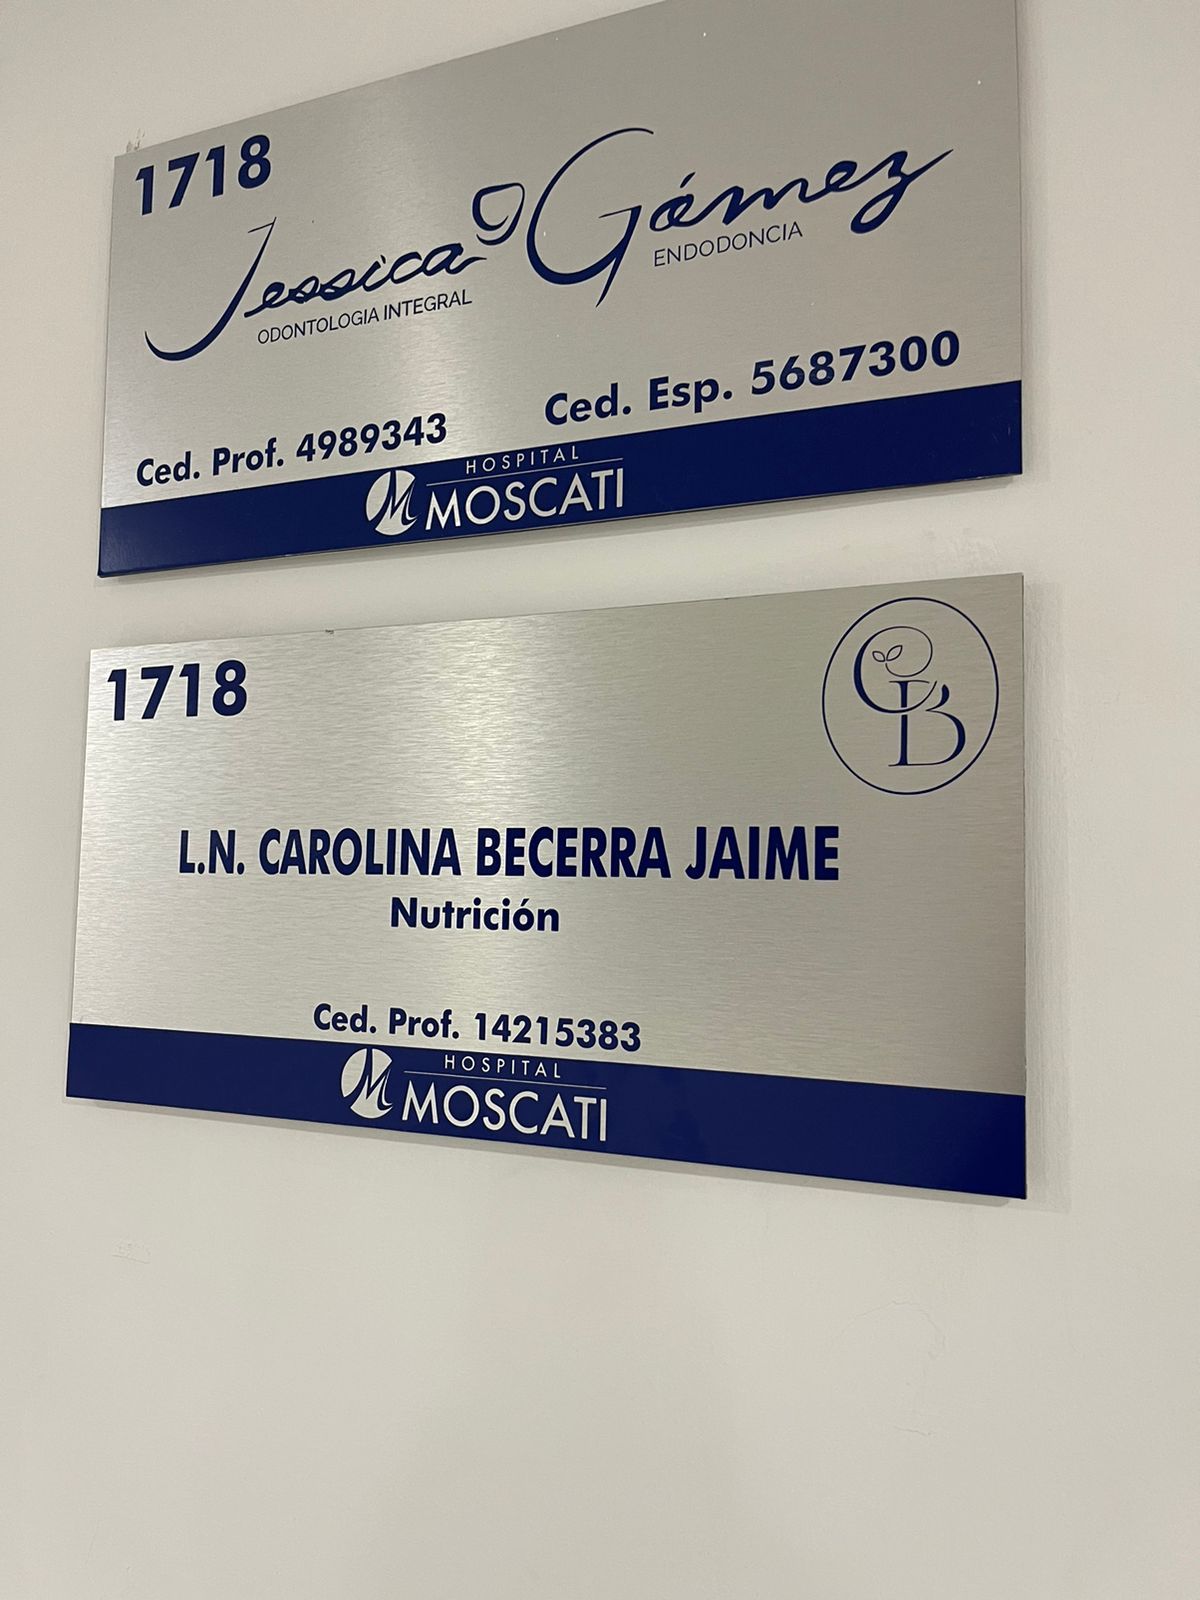 1718
Jessica Gómez
ODONTOLOGIA INTEGRAL
ENDODONCIA
Ced. Prof. 4989343
Ced. Esp. 5687300
HOSPITAL
MOSCATI
1718
CB
L.N. CAROLINA BECERRA JAIME
Nutrición
Ced. Prof. 14215383
HOSPITAL
MOSCATI